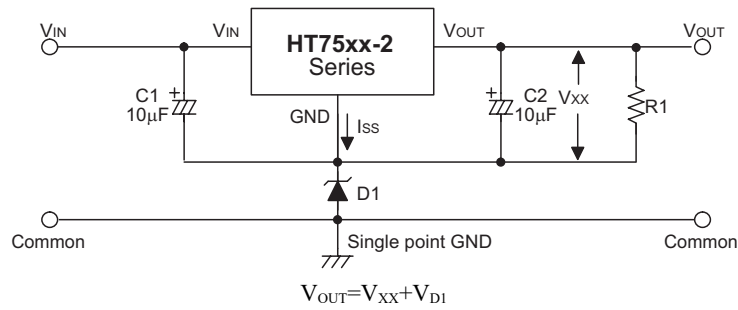 VIN
VIN
HT75xx-2
Series
VOUT
VOUT
C1
10μF
GND
ISS
C2
10μF
VXX
R1
D1
Common
Single point GND
Common
VOUT=VXX+VD1